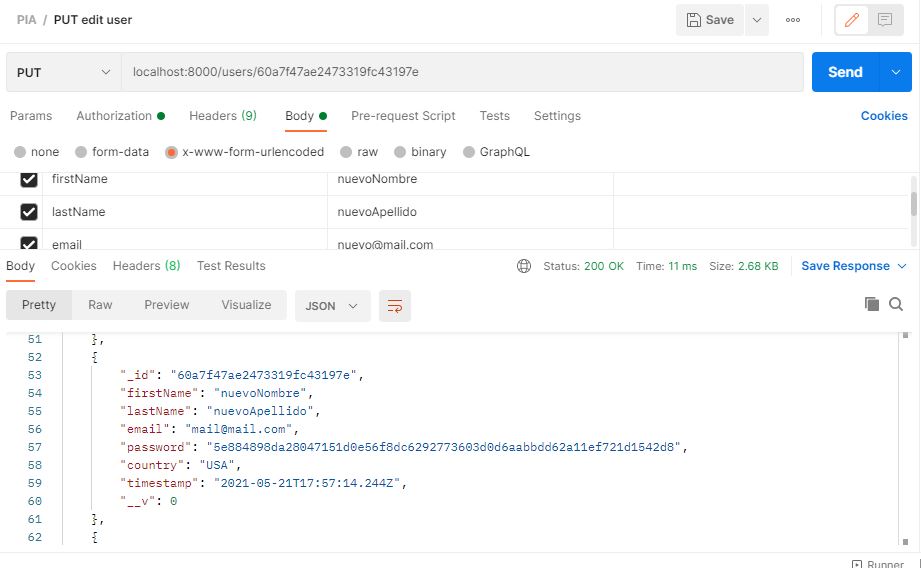 PIA / PUT edit user
Save
PUT localhost:8000/users/60a7f47ae2473319fc43197e Send
Params Authorization Headers (9) Body Pre-request Script Tests Settings Cookies
none form-data x-www-form-urlencoded raw binary GraphQL
firstName nuevoNombre
lastName nuevoApellido
email nuevo@mail.com
Body Cookies Headers (8) Test Results Status: 200 OK Time: 11 ms Size: 2.68 KB Save Response
Pretty Raw Preview Visualize JSON
51 },
52 {
53 "_id": "60a7f47ae2473319fc43197e",
54 "firstName": "nuevoNombre",
55 "lastName": "nuevoApellido",
56 "email": "mail@mail.com",
57 "password": "5e884898da28047151d0e56f8dc6292773603d0d6aabbdd62a11ef721d1542d8",
58 "country": "USA",
59 "timestamp": "2021-05-21T17:57:14.244Z",
60 "__v": 0
61 },
62 {
Runner